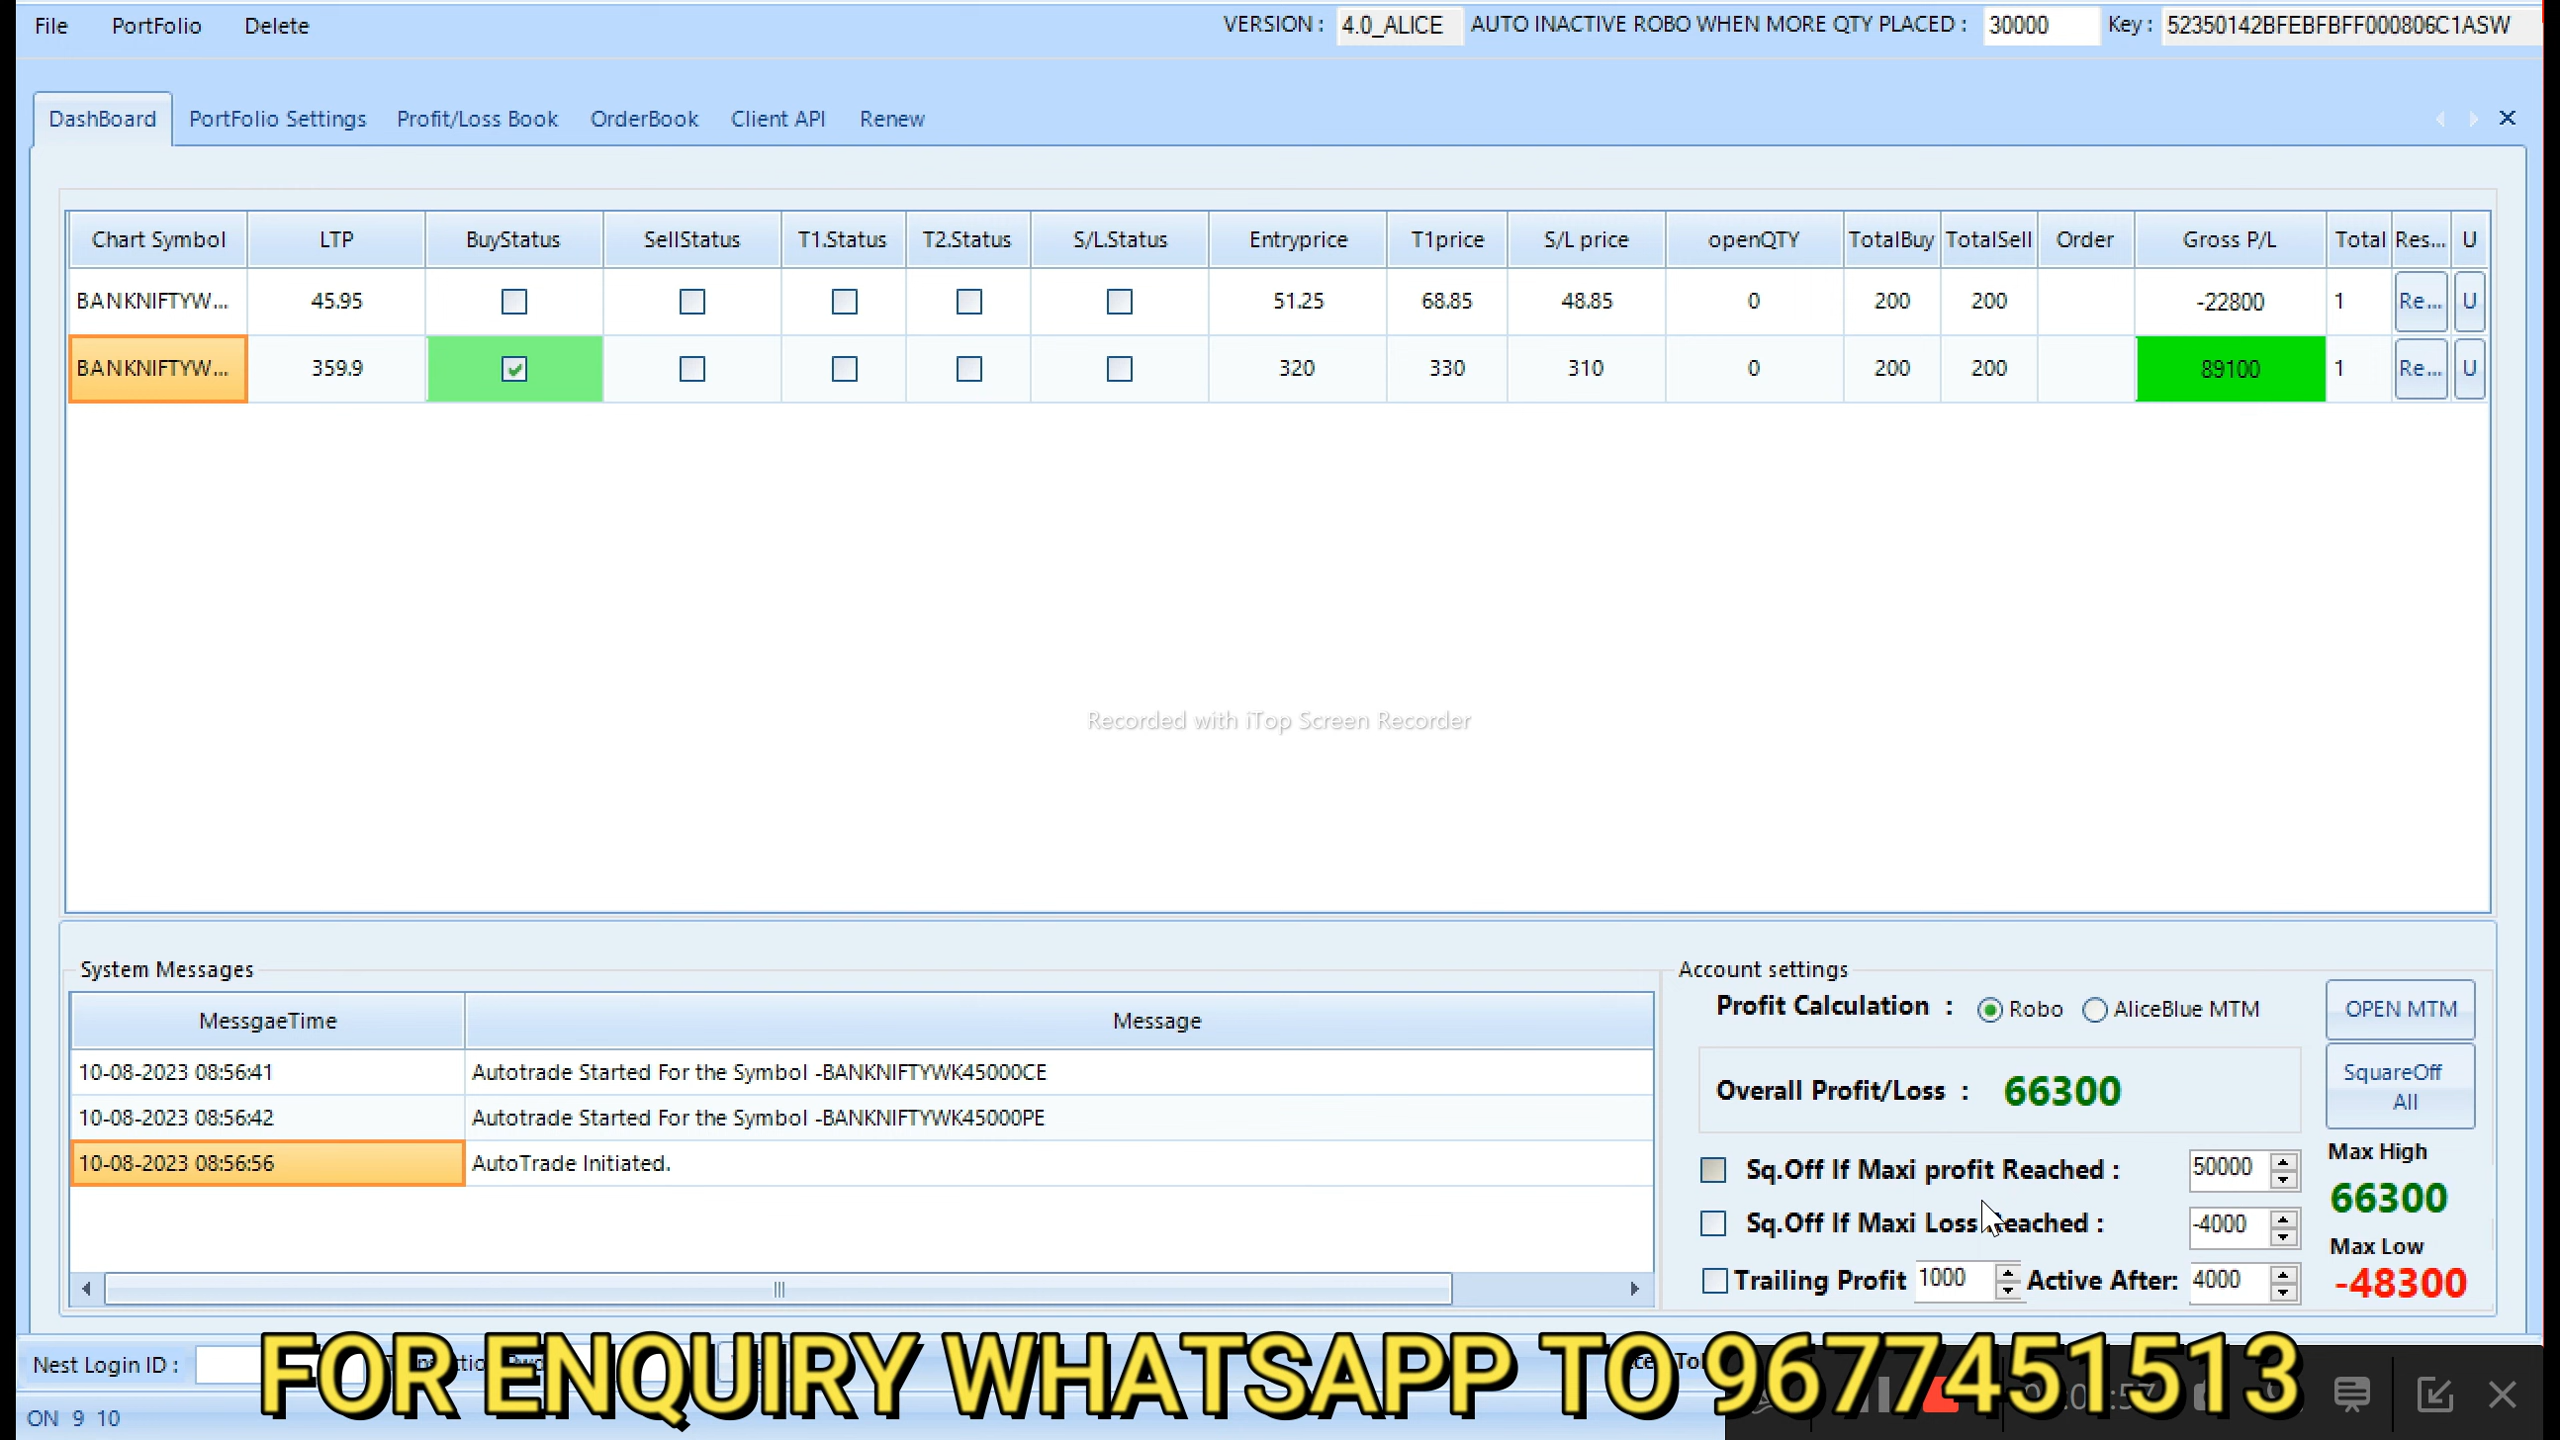 File PortFolio Delete VERSION : 4.0_ALICE AUTO INACTIVE ROBO WHEN MORE QTY PLACED : 30000 Key : 52350142BFEBFBFF000806C1ASW
DashBoard PortFolio Settings Profit/Loss Book OrderBook Client API Renew
Chart Symbol LTP BuyStatus SellStatus T1.Status T2.Status S/L.Status Entryprice T1price S/L price openQTY TotalBuy TotalSell Order Gross P/L Total Res... U
BANKNIFTYW... 45.95 51.25 68.85 48.85 0 200 200 -22800 1 Re... U
BANKNIFTYW... 359.9 320 330 310 0 200 200 89100 1 Re... U
Recorded with iTop Screen Recorder
System Messages
MessgaeTime Message
10-08-2023 08:56:41 Autotrade Started For the Symbol -BANKNIFTYWK45000CE
10-08-2023 08:56:42 Autotrade Started For the Symbol -BANKNIFTYWK45000PE
10-08-2023 08:56:56 AutoTrade Initiated.
Account settings
Profit Calculation : Robo AliceBlue MTM OPEN MTM
Overall Profit/Loss : 66300 SquareOff All
Sq.Off If Maxi profit Reached : 50000 Max High
66300
Sq.Off If Maxi Loss Reached : -4000
Max Low
Trailing Profit 1000 Active After: 4000 -48300
Nest Login ID :
FOR ENQUIRY WHATSAPP TO 9677451513
ON 9 10